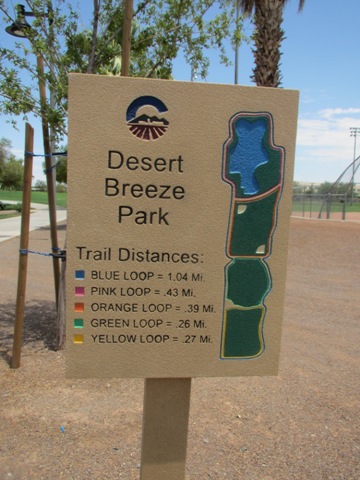 Desert
Breeze
Park
Trail Distances:
BLUE LOOP = 1.04 Mi.
PINK LOOP = .43 Mi.
ORANGE LOOP = .39 Mi.
GREEN LOOP = .26 Mi.
YELLOW LOOP = .27 Mi.